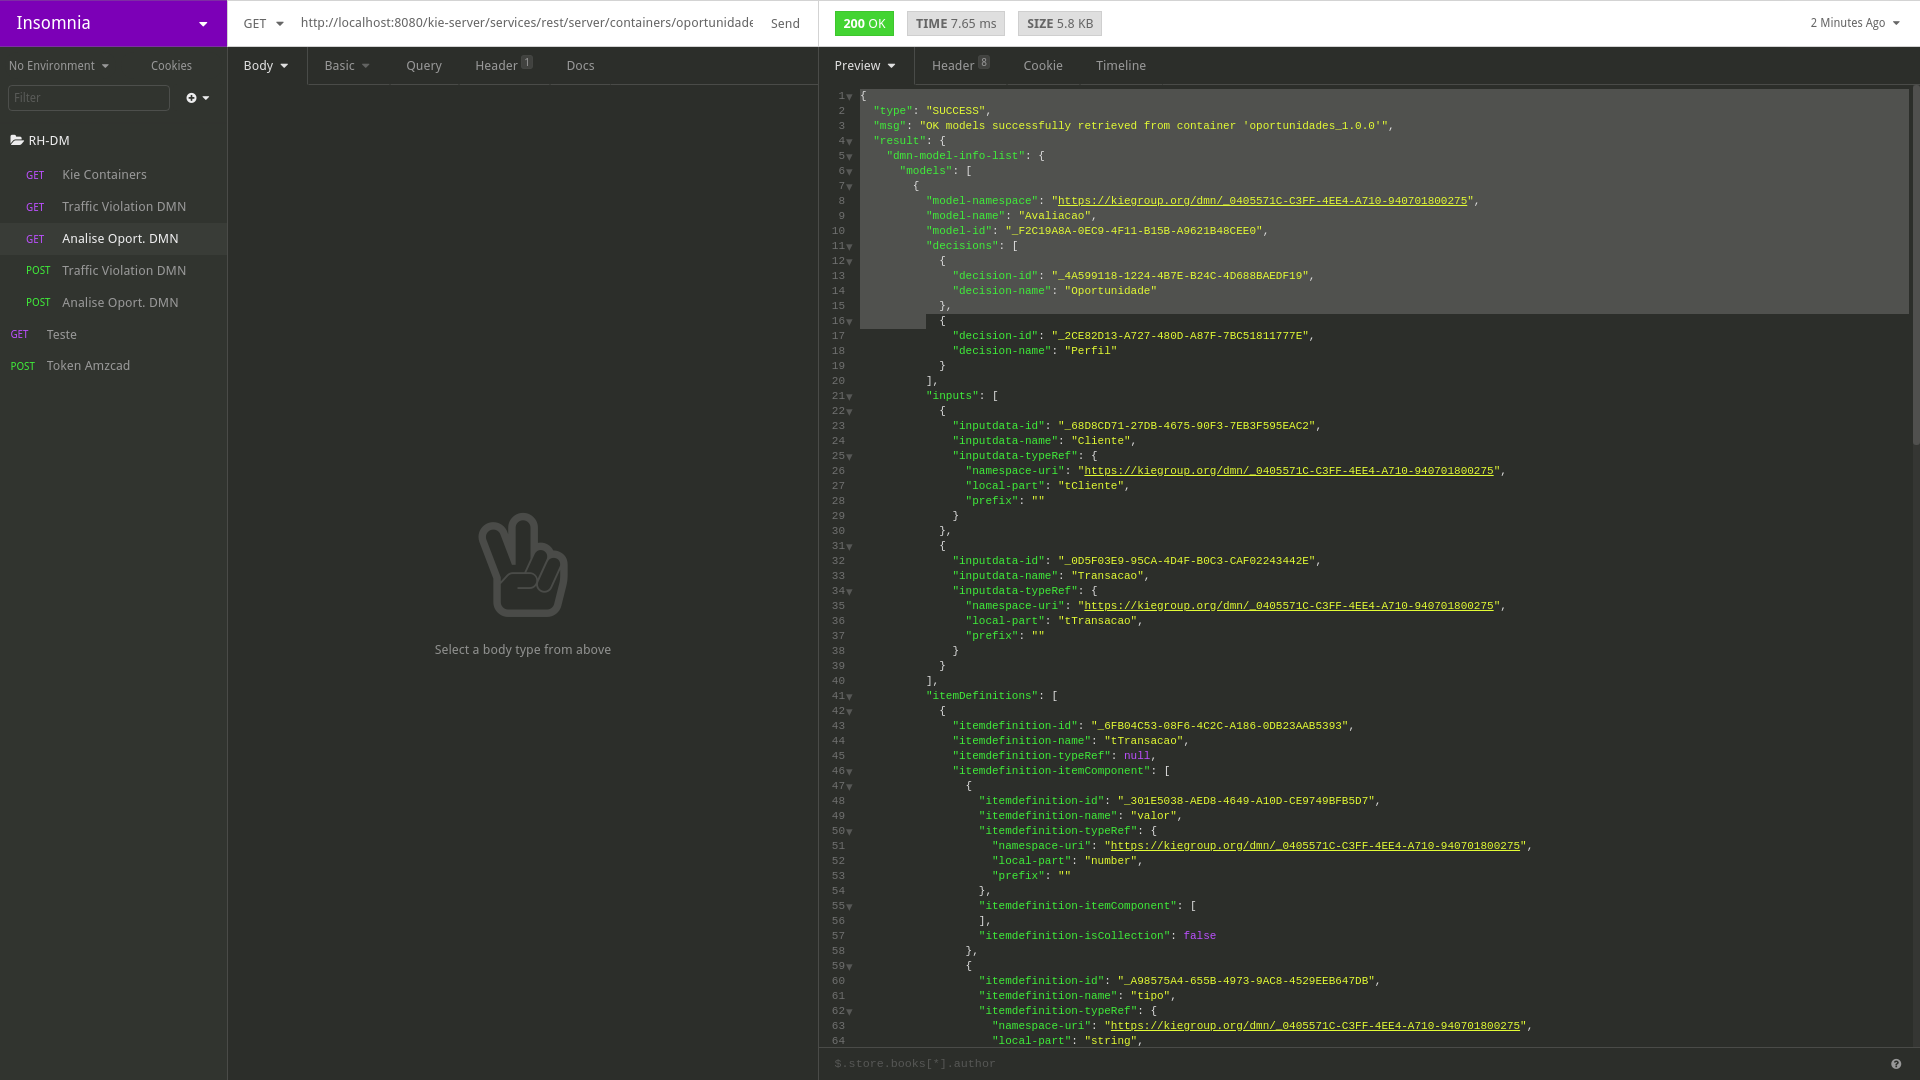 Insomnia
GET http://localhost:8080/kie-server/services/rest/server/containers/oportunidade Send
200 OK TIME 7.65 ms SIZE 5.8 KB 2 Minutes Ago
No Environment Cookies
Body Basic Query Header 1 Docs
Preview Header 8 Cookie Timeline
Filter
RH-DM
GET Kie Containers
GET Traffic Violation DMN
GET Analise Oport. DMN
POST Traffic Violation DMN
POST Analise Oport. DMN
GET Teste
POST Token Amzcad
Select a body type from above
1 {
2 "type": "SUCCESS",
3 "msg": "OK models successfully retrieved from container 'oportunidades_1.0.0'",
4 "result": {
5 "dmn-model-info-list": {
6 "models": [
7 {
8 "model-namespace": "https://kiegroup.org/dmn/_0405571C-C3FF-4EE4-A710-940701800275",
9 "model-name": "Avaliacao",
10 "model-id": "_F2C19A8A-0EC9-4F11-B15B-A9621B48CEE0",
11 "decisions": [
12 {
13 "decision-id": "_4A599118-1224-4B7E-B24C-4D688BAEDF19",
14 "decision-name": "Oportunidade"
15 },
16 {
17 "decision-id": "_2CE82D13-A727-480D-A87F-7BC51811777E",
18 "decision-name": "Perfil"
19 }
20 ],
21 "inputs": [
22 {
23 "inputdata-id": "_68D8CD71-27DB-4675-90F3-7EB3F595EAC2",
24 "inputdata-name": "Cliente",
25 "inputdata-typeRef": {
26 "namespace-uri": "https://kiegroup.org/dmn/_0405571C-C3FF-4EE4-A710-940701800275",
27 "local-part": "tCliente",
28 "prefix": ""
29 }
30 },
31 {
32 "inputdata-id": "_0D5F03E9-95CA-4D4F-B0C3-CAF02243442E",
33 "inputdata-name": "Transacao",
34 "inputdata-typeRef": {
35 "namespace-uri": "https://kiegroup.org/dmn/_0405571C-C3FF-4EE4-A710-940701800275",
36 "local-part": "tTransacao",
37 "prefix": ""
38 }
39 }
40 ],
41 "itemDefinitions": [
42 {
43 "itemdefinition-id": "_6FB04C53-08F6-4C2C-A186-0DB23AAB5393",
44 "itemdefinition-name": "tTransacao",
45 "itemdefinition-typeRef": null,
46 "itemdefinition-itemComponent": [
47 {
48 "itemdefinition-id": "_301E5038-AED8-4649-A10D-CE9749BFB5D7",
49 "itemdefinition-name": "valor",
50 "itemdefinition-typeRef": {
51 "namespace-uri": "https://kiegroup.org/dmn/_0405571C-C3FF-4EE4-A710-940701800275",
52 "local-part": "number",
53 "prefix": ""
54 },
55 "itemdefinition-itemComponent": [
56 ],
57 "itemdefinition-isCollection": false
58 },
59 {
60 "itemdefinition-id": "_A98575A4-655B-4973-9AC8-4529EEB647DB",
61 "itemdefinition-name": "tipo",
62 "itemdefinition-typeRef": {
63 "namespace-uri": "https://kiegroup.org/dmn/_0405571C-C3FF-4EE4-A710-940701800275",
64 "local-part": "string",
$.store.books[*].author